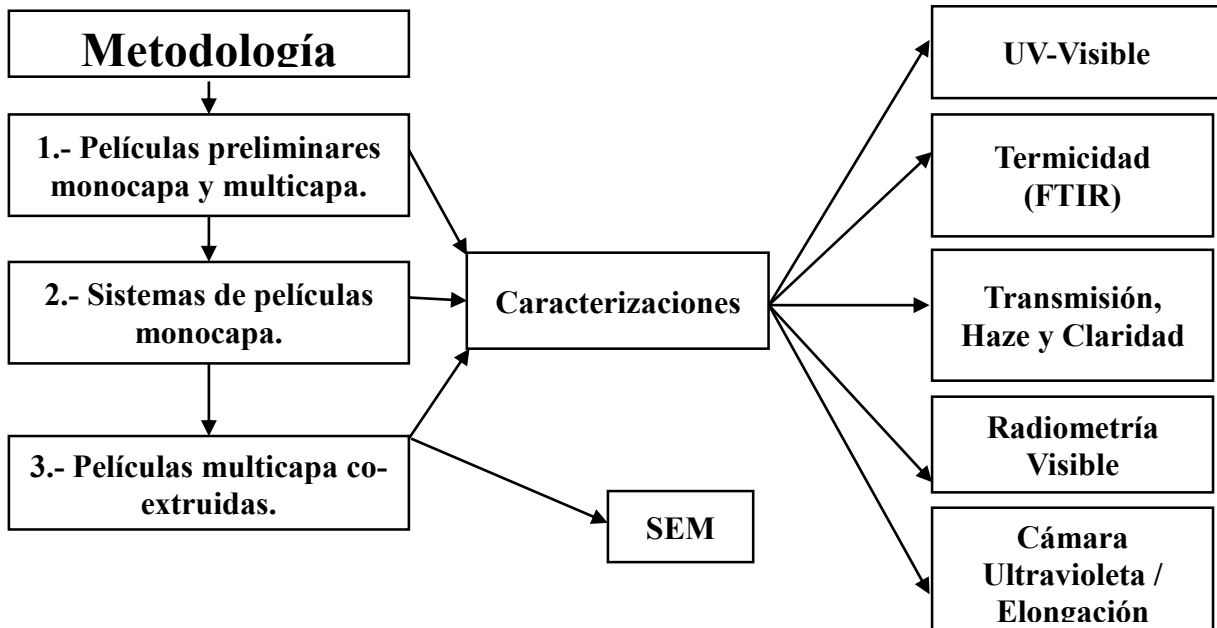 Metodología
1.- Películas preliminares
monocapa y multicapa.
2.- Sistemas de películas
monocapa.
3.- Películas multicapa co-
extruidas.
Caracterizaciones
SEM
UV-Visible
Termicidad
(FTIR)
Transmisión,
Haze y Claridad
Radiometría
Visible
Cámara
Ultravioleta /
Elongación